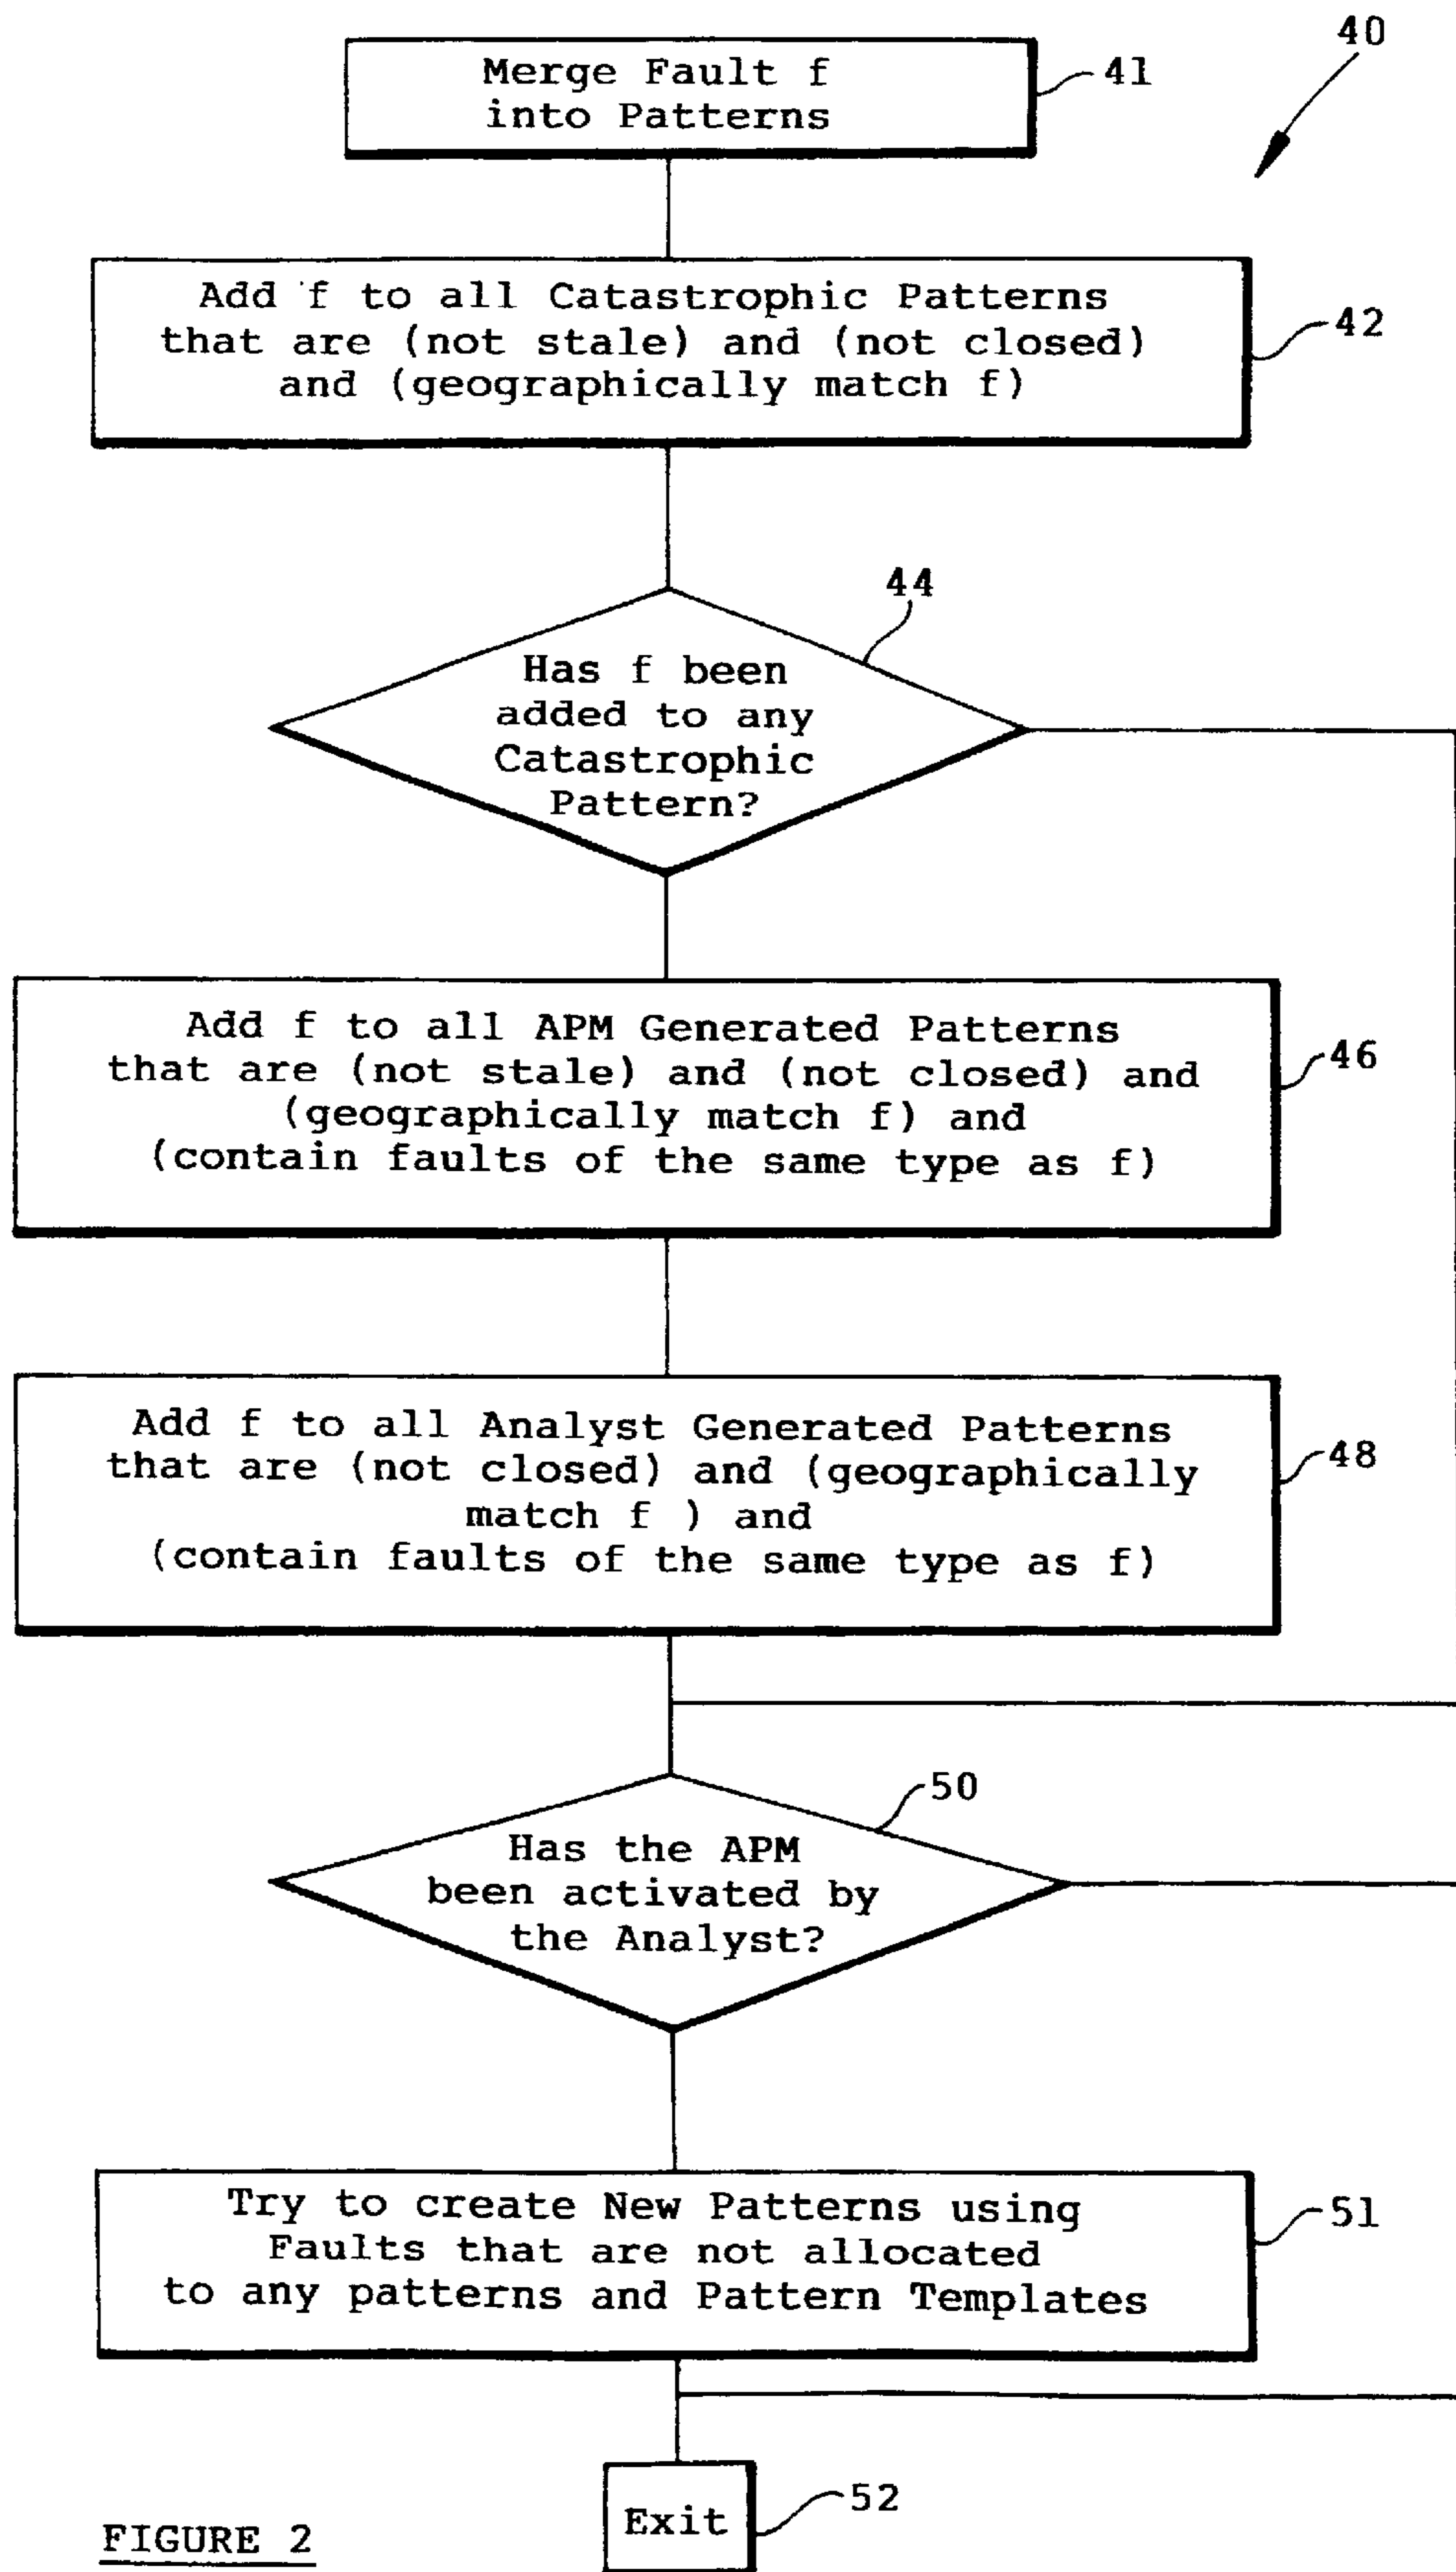 40
Merge Fault f
into Patterns
41
Add f to all Catastrophic Patterns
that are (not stale) and (not closed)
and (geographically match f)
42
44
Has f been
added to any
Catastrophic
Pattern?
Add f to all APM Generated Patterns
that are (not stale) and (not closed) and
(geographically match f) and
(contain faults of the same type as f)
46
Add f to all Analyst Generated Patterns
that are (not closed) and (geographically
match f ) and
(contain faults of the same type as f)
48
50
Has the APM
been activated by
the Analyst?
Try to create New Patterns using
Faults that are not allocated
to any patterns and Pattern Templates
51
Exit
52
FIGURE 2